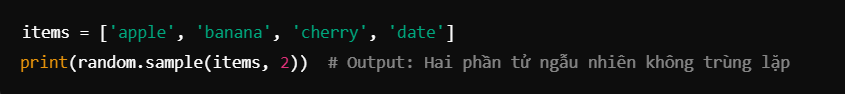 items = ['apple', 'banana', 'cherry', 'date']
print(random.sample(items, 2))  # Output: Hai phần tử ngẫu nhiên không trùng lặp